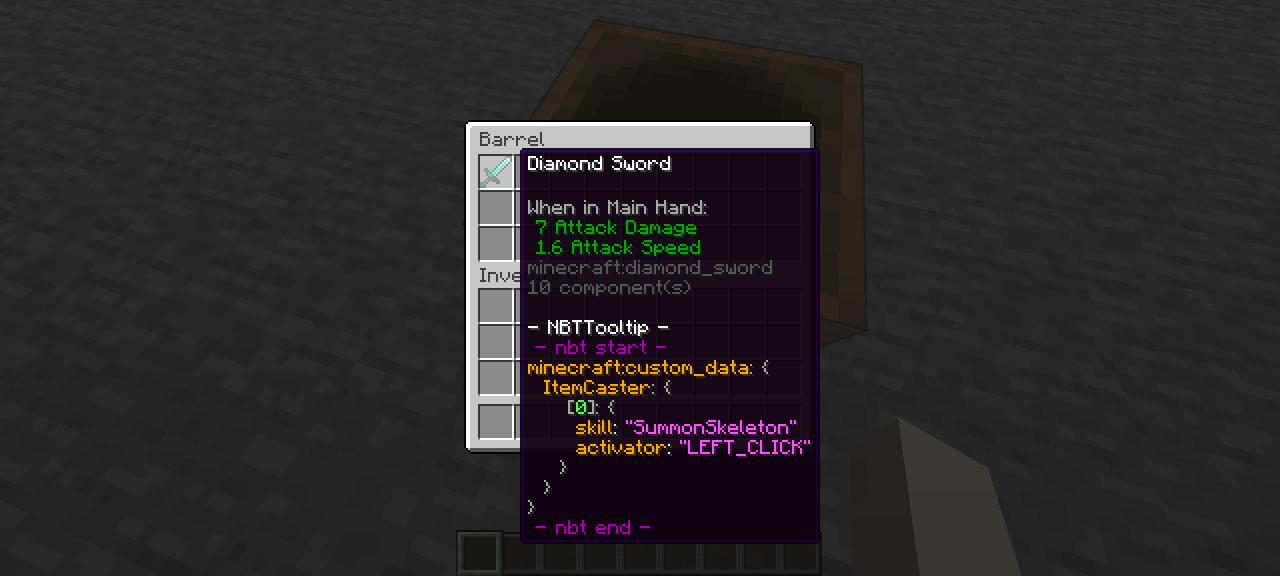 Barrel
Diamond Sword
When in Main Hand:
7 Attack Damage
1.6 Attack Speed
minecraft:diamond_sword
10 component(s)
Inve
- NBTTooltip -
- nbt start -
minecraft:custom_data: {
ItemCaster: {
[0]: {
skill: "SummonSkeleton"
activator: "LEFT_CLICK"
}
}
}
- nbt end -